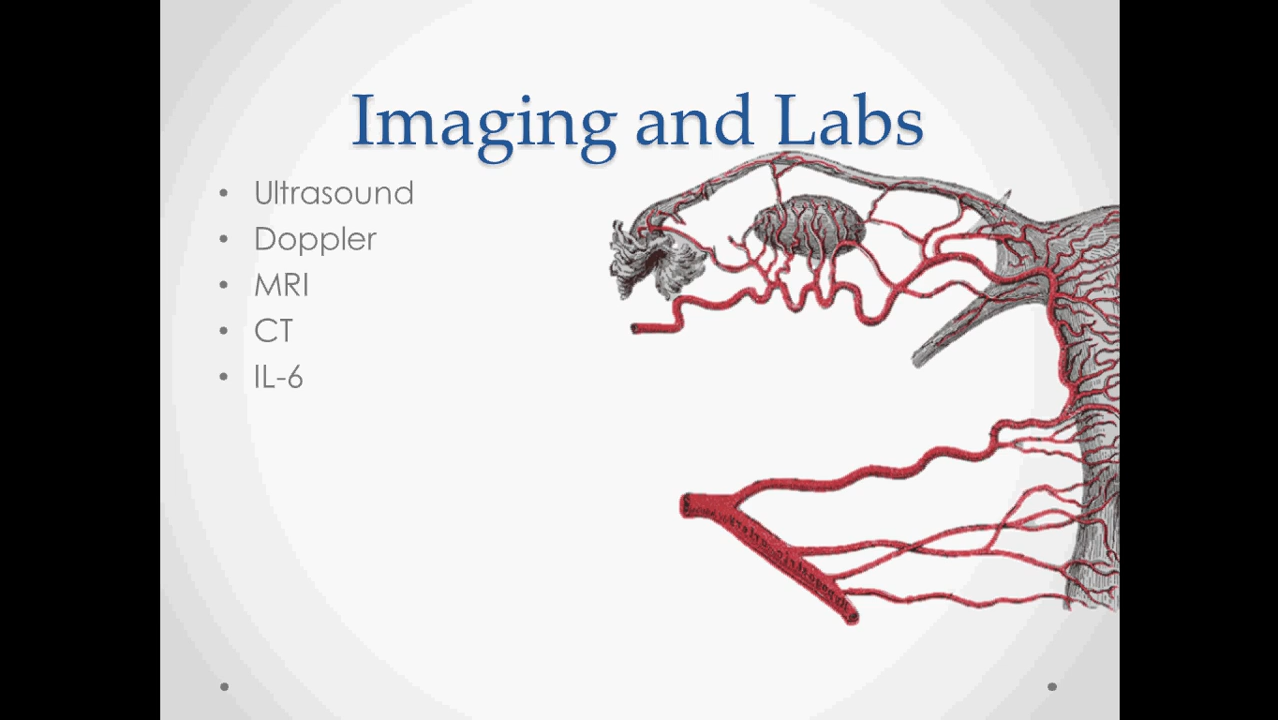 Imaging and Labs
• Ultrasound
• Doppler
• MRI
• CT
• IL-6